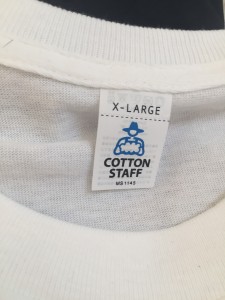 X-LARGE
COTTON
STAFF
MS1143